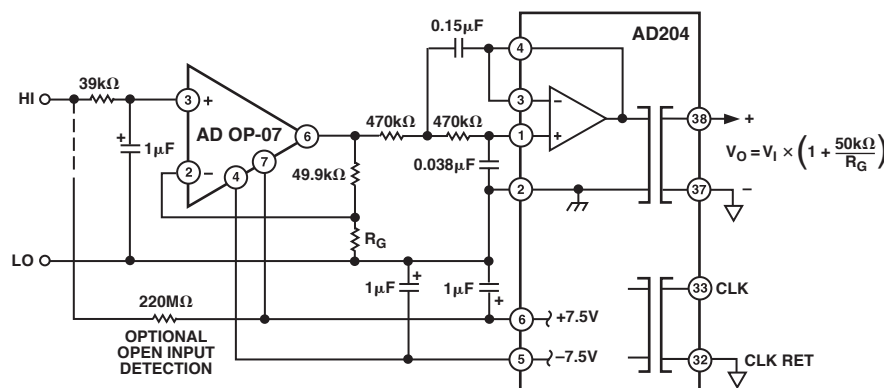 0.15μF
AD204
4
39kΩ
HI
3
+
3
−
470kΩ
470kΩ
38
+
AD OP-07
6
1
+
+
1μF
7
0.038μF
V_O = V_I × (1 + 50kΩ/R_G)
2
−
4
49.9kΩ
2
37
−
R_G
LO
1μF
+
1μF
+
33
CLK
220MΩ
6
+7.5V
OPTIONAL
OPEN INPUT
DETECTION
5
−7.5V
32
CLK RET